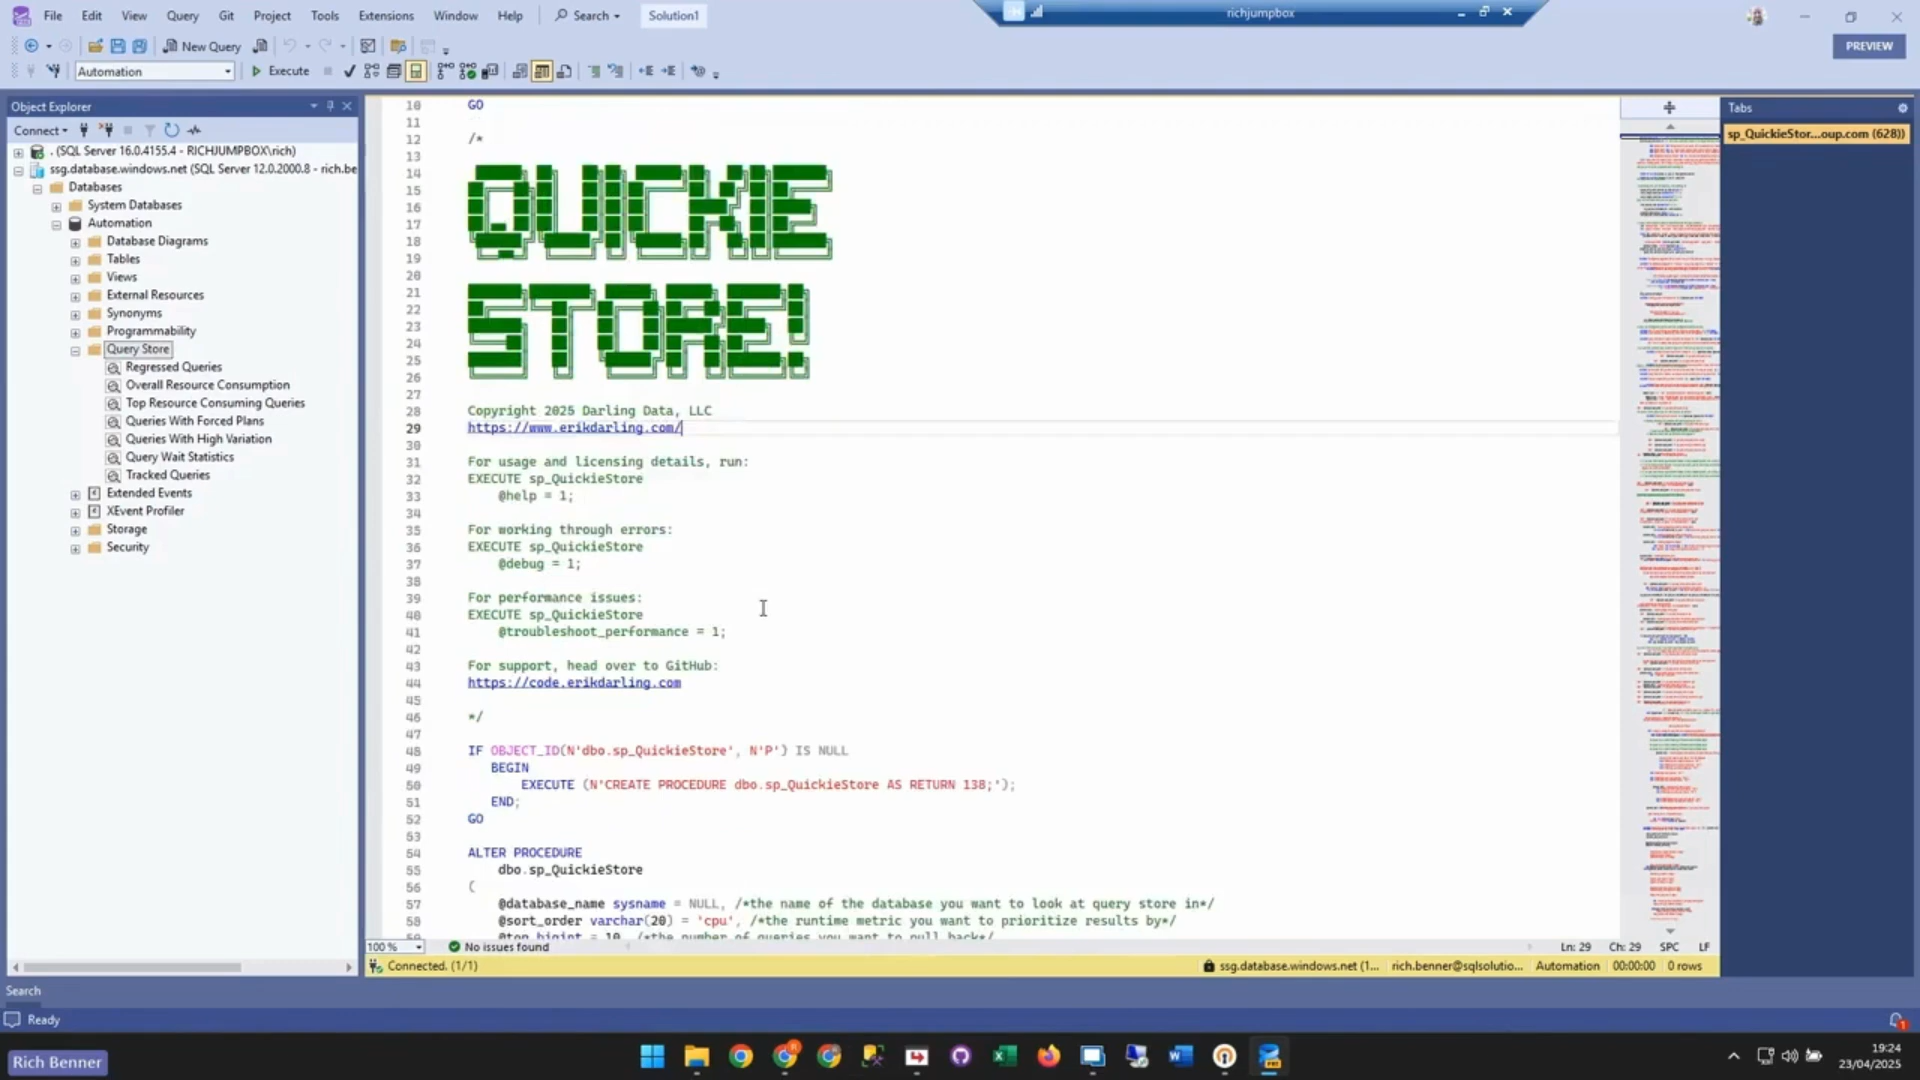 File Edit View Query Git Project Tools Extensions Window Help Search Solution1
richjumpbox
New Query
PREVIEW
Automation
Execute
Object Explorer
Connect
. (SQL Server 16.0.4155.4 - RICHJUMPBOX\rich)
ssg.database.windows.net (SQL Server 12.0.2000.8 - rich.be
Databases
System Databases
Automation
Database Diagrams
Tables
Views
External Resources
Synonyms
Programmability
Query Store
Regressed Queries
Overall Resource Consumption
Top Resource Consuming Queries
Queries With Forced Plans
Queries With High Variation
Query Wait Statistics
Tracked Queries
Extended Events
XEvent Profiler
Storage
Security
10 GO
11
12 /*
13
14
15
16 QUICKIE
17
18
19
20
21
22
23 STORE!
24
25
26
27
28 Copyright 2025 Darling Data, LLC
29 https://www.erikdarling.com/
30
31 For usage and licensing details, run:
32 EXECUTE sp_QuickieStore
33 @help = 1;
34
35 For working through errors:
36 EXECUTE sp_QuickieStore
37 @debug = 1;
38
39 For performance issues:
40 EXECUTE sp_QuickieStore
41 @troubleshoot_performance = 1;
42
43 For support, head over to GitHub:
44 https://code.erikdarling.com
45
46 */
47
48 IF OBJECT_ID(N'dbo.sp_QuickieStore', N'P') IS NULL
49 BEGIN
50 EXECUTE (N'CREATE PROCEDURE dbo.sp_QuickieStore AS RETURN 138;');
51 END;
52 GO
53
54 ALTER PROCEDURE
55 dbo.sp_QuickieStore
56 (
57 @database_name sysname = NULL, /*the name of the database you want to look at query store in*/
58 @sort_order varchar(20) = 'cpu', /*the runtime metric you want to prioritize results by*/
59 @top bigint = 10, /*the number of queries you want to pull back*/
100 % No issues found Ln: 29 Ch: 29 SPC LF
Connected. (1/1) ssg.database.windows.net (1... rich.benner@sqlsolutio... Automation 00:00:00 0 rows
Tabs
sp_QuickieStor...oup.com (628))
Search
Ready
1
Rich Benner
19:24
23/04/2025